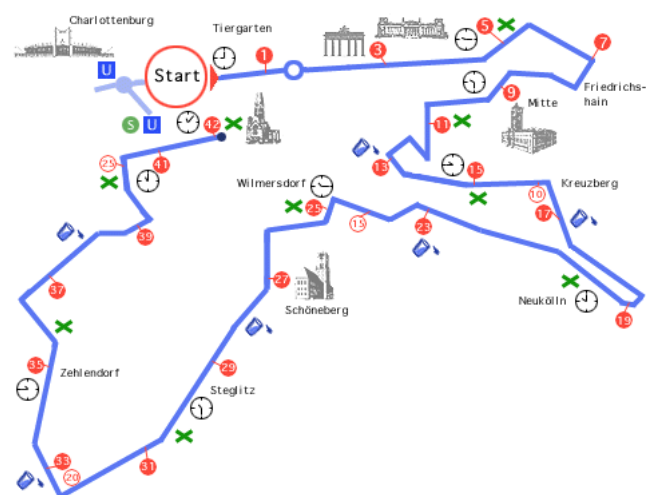 Charlottenburg
Tiergarten
U
Start
1
3
5
7
Friedrichs-
hain
9
Mitte
11
13
15
10
Kreuzberg
17
19
Neukölln
S
U
42
41
25
39
37
35
Zehlendorf
33
20
31
Steglitz
29
27
Schöneberg
Wilmersdorf
25
15
23